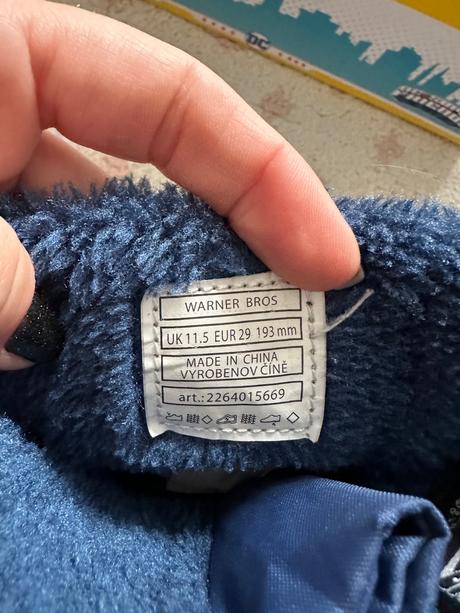 DC
WARNER BROS
UK 11.5 EUR 29 193 mm
MADE IN CHINA
VYROBENOV ČÍNĚ
art.:2264015669